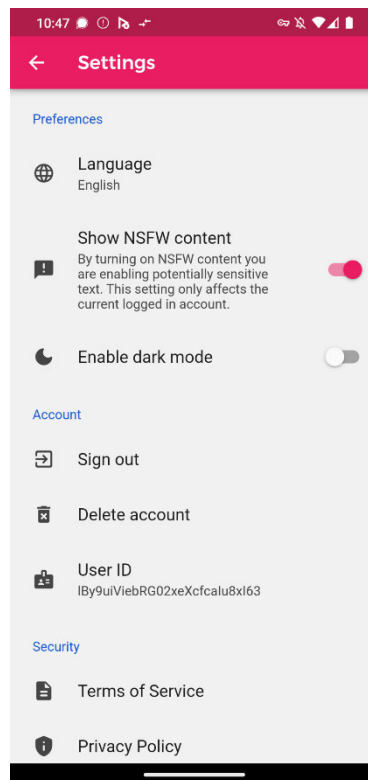 10:47
Settings
Preferences
Language
English
Show NSFW content
By turning on NSFW content you
are enabling potentially sensitive
text. This setting only affects the
current logged in account.
Enable dark mode
Account
Sign out
Delete account
User ID
IBy9uiViebRG02xeXcfcalu8xl63
Security
Terms of Service
Privacy Policy